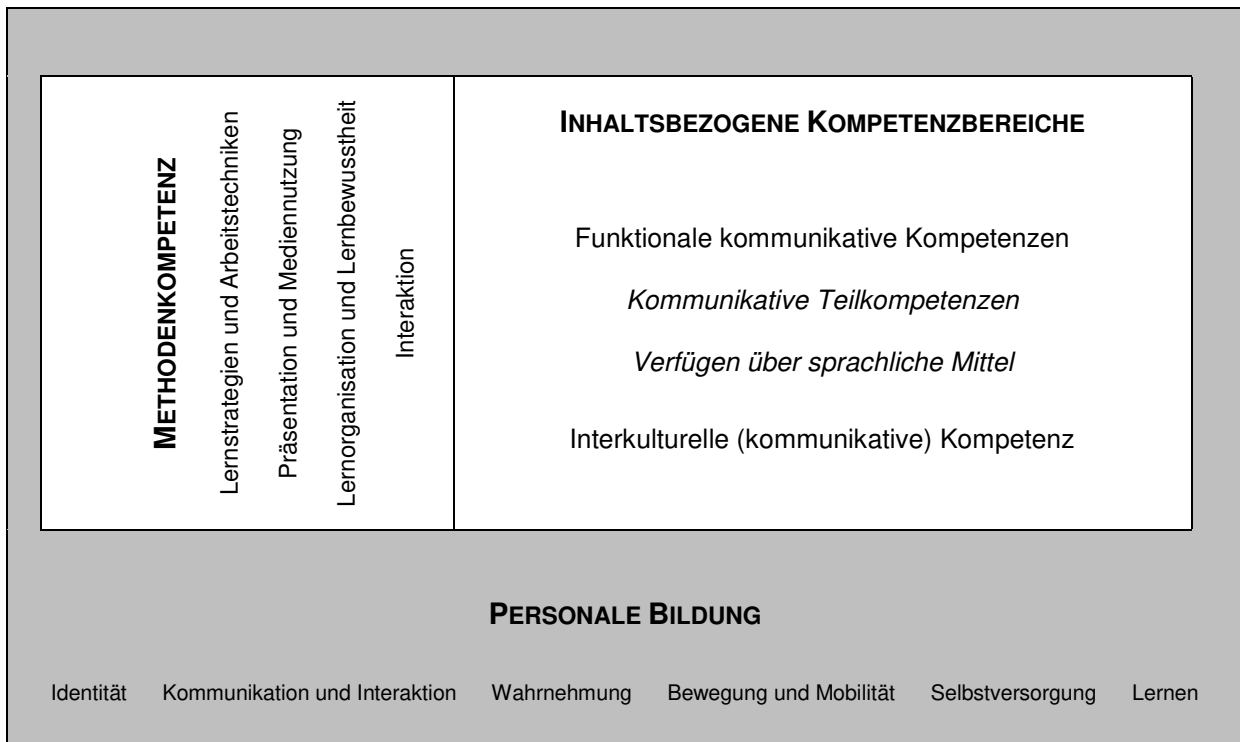 METHODENKOMPETENZ
Lernstrategien und Arbeitstechniken
Präsentation und Mediennutzung
Lernorganisation und Lernbewusstheit
Interaktion
INHALTSBEZOGENE KOMPETENZBEREICHE
Funktionale kommunikative Kompetenzen
Kommunikative Teilkompetenzen
Verfügen über sprachliche Mittel
Interkulturelle (kommunikative) Kompetenz
PERSONALE BILDUNG
Identität Kommunikation und Interaktion Wahrnehmung Bewegung und Mobilität Selbstversorgung Lernen